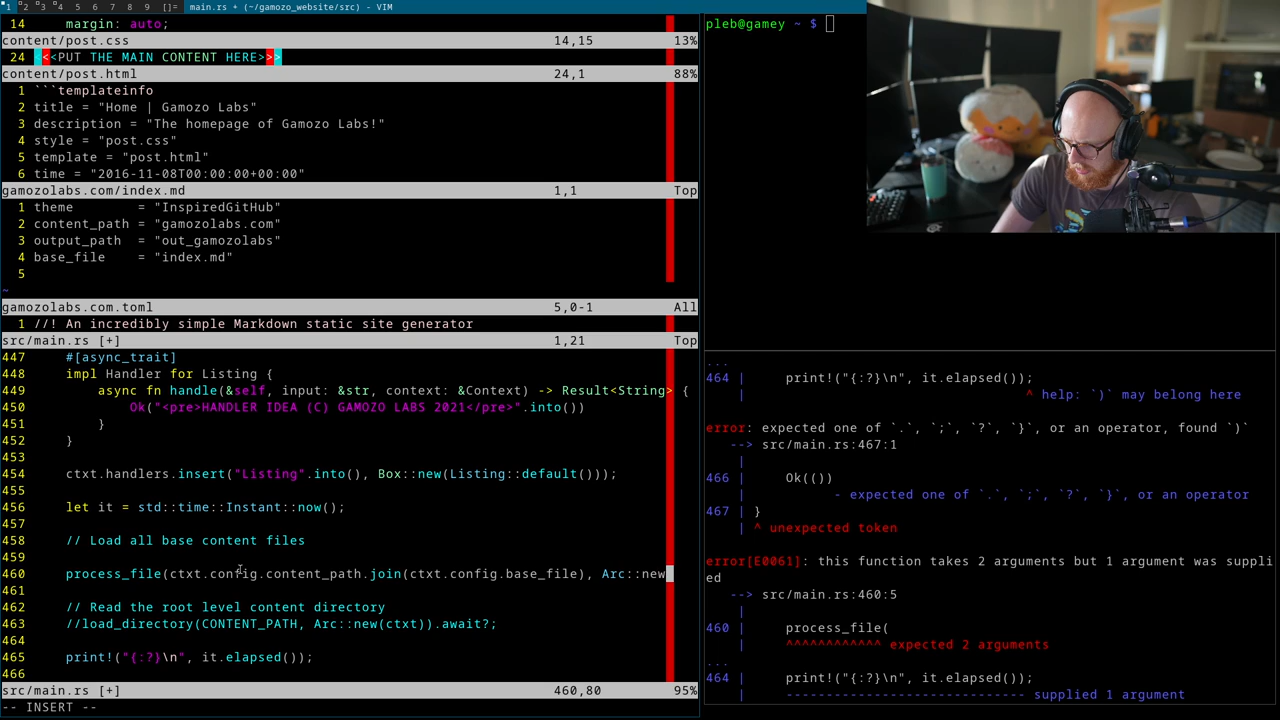 1 2 3 4 5 6 7 8 9 []= main.rs + (~/gamozo_website/src) - VIM
14 margin: auto;
content/post.css 14,15 13%
24 <<<PUT THE MAIN CONTENT HERE>>>
content/post.html 24,1 88%
1 ```templateinfo
2 title = "Home | Gamozo Labs"
3 description = "The homepage of Gamozo Labs!"
4 style = "post.css"
5 template = "post.html"
6 time = "2016-11-08T00:00:00+00:00"
gamozolabs.com/index.md 1,1 Top
1 theme = "InspiredGitHub"
2 content_path = "gamozolabs.com"
3 output_path = "out_gamozolabs"
4 base_file = "index.md"
5
~
gamozolabs.com.toml 5,0-1 All
1 //! An incredibly simple Markdown static site generator
src/main.rs [+] 1,21 Top
447 #[async_trait]
448 impl Handler for Listing {
449 async fn handle(&self, input: &str, context: &Context) -> Result<String> {
450 Ok("<pre>HANDLER IDEA (C) GAMOZO LABS 2021</pre>".into())
451 }
452 }
453
454 ctxt.handlers.insert("Listing".into(), Box::new(Listing::default()));
455
456 let it = std::time::Instant::now();
457
458 // Load all base content files
459
460 process_file(ctxt.config.content_path.join(ctxt.config.base_file), Arc::new
461
462 // Read the root level content directory
463 //load_directory(CONTENT_PATH, Arc::new(ctxt)).await?;
464
465 print!("{:?}\n", it.elapsed());
466
src/main.rs [+] 460,80 95%
-- INSERT --
pleb@gamey ~ $
...
464 | print!("{:?}\n", it.elapsed());
| ^ help: `)` may belong here
error: expected one of `.`, `;`, `?`, `}`, or an operator, found `)`
--> src/main.rs:467:1
|
466 | Ok(())
| - expected one of `.`, `;`, `?`, `}`, or an operator
467 | }
| ^ unexpected token
error[E0061]: this function takes 2 arguments but 1 argument was suppli
ed
--> src/main.rs:460:5
|
460 | process_file(
| ^^^^^^^^^^^^ expected 2 arguments
...
464 | print!("{:?}\n", it.elapsed());
| ------------------------------ supplied 1 argument